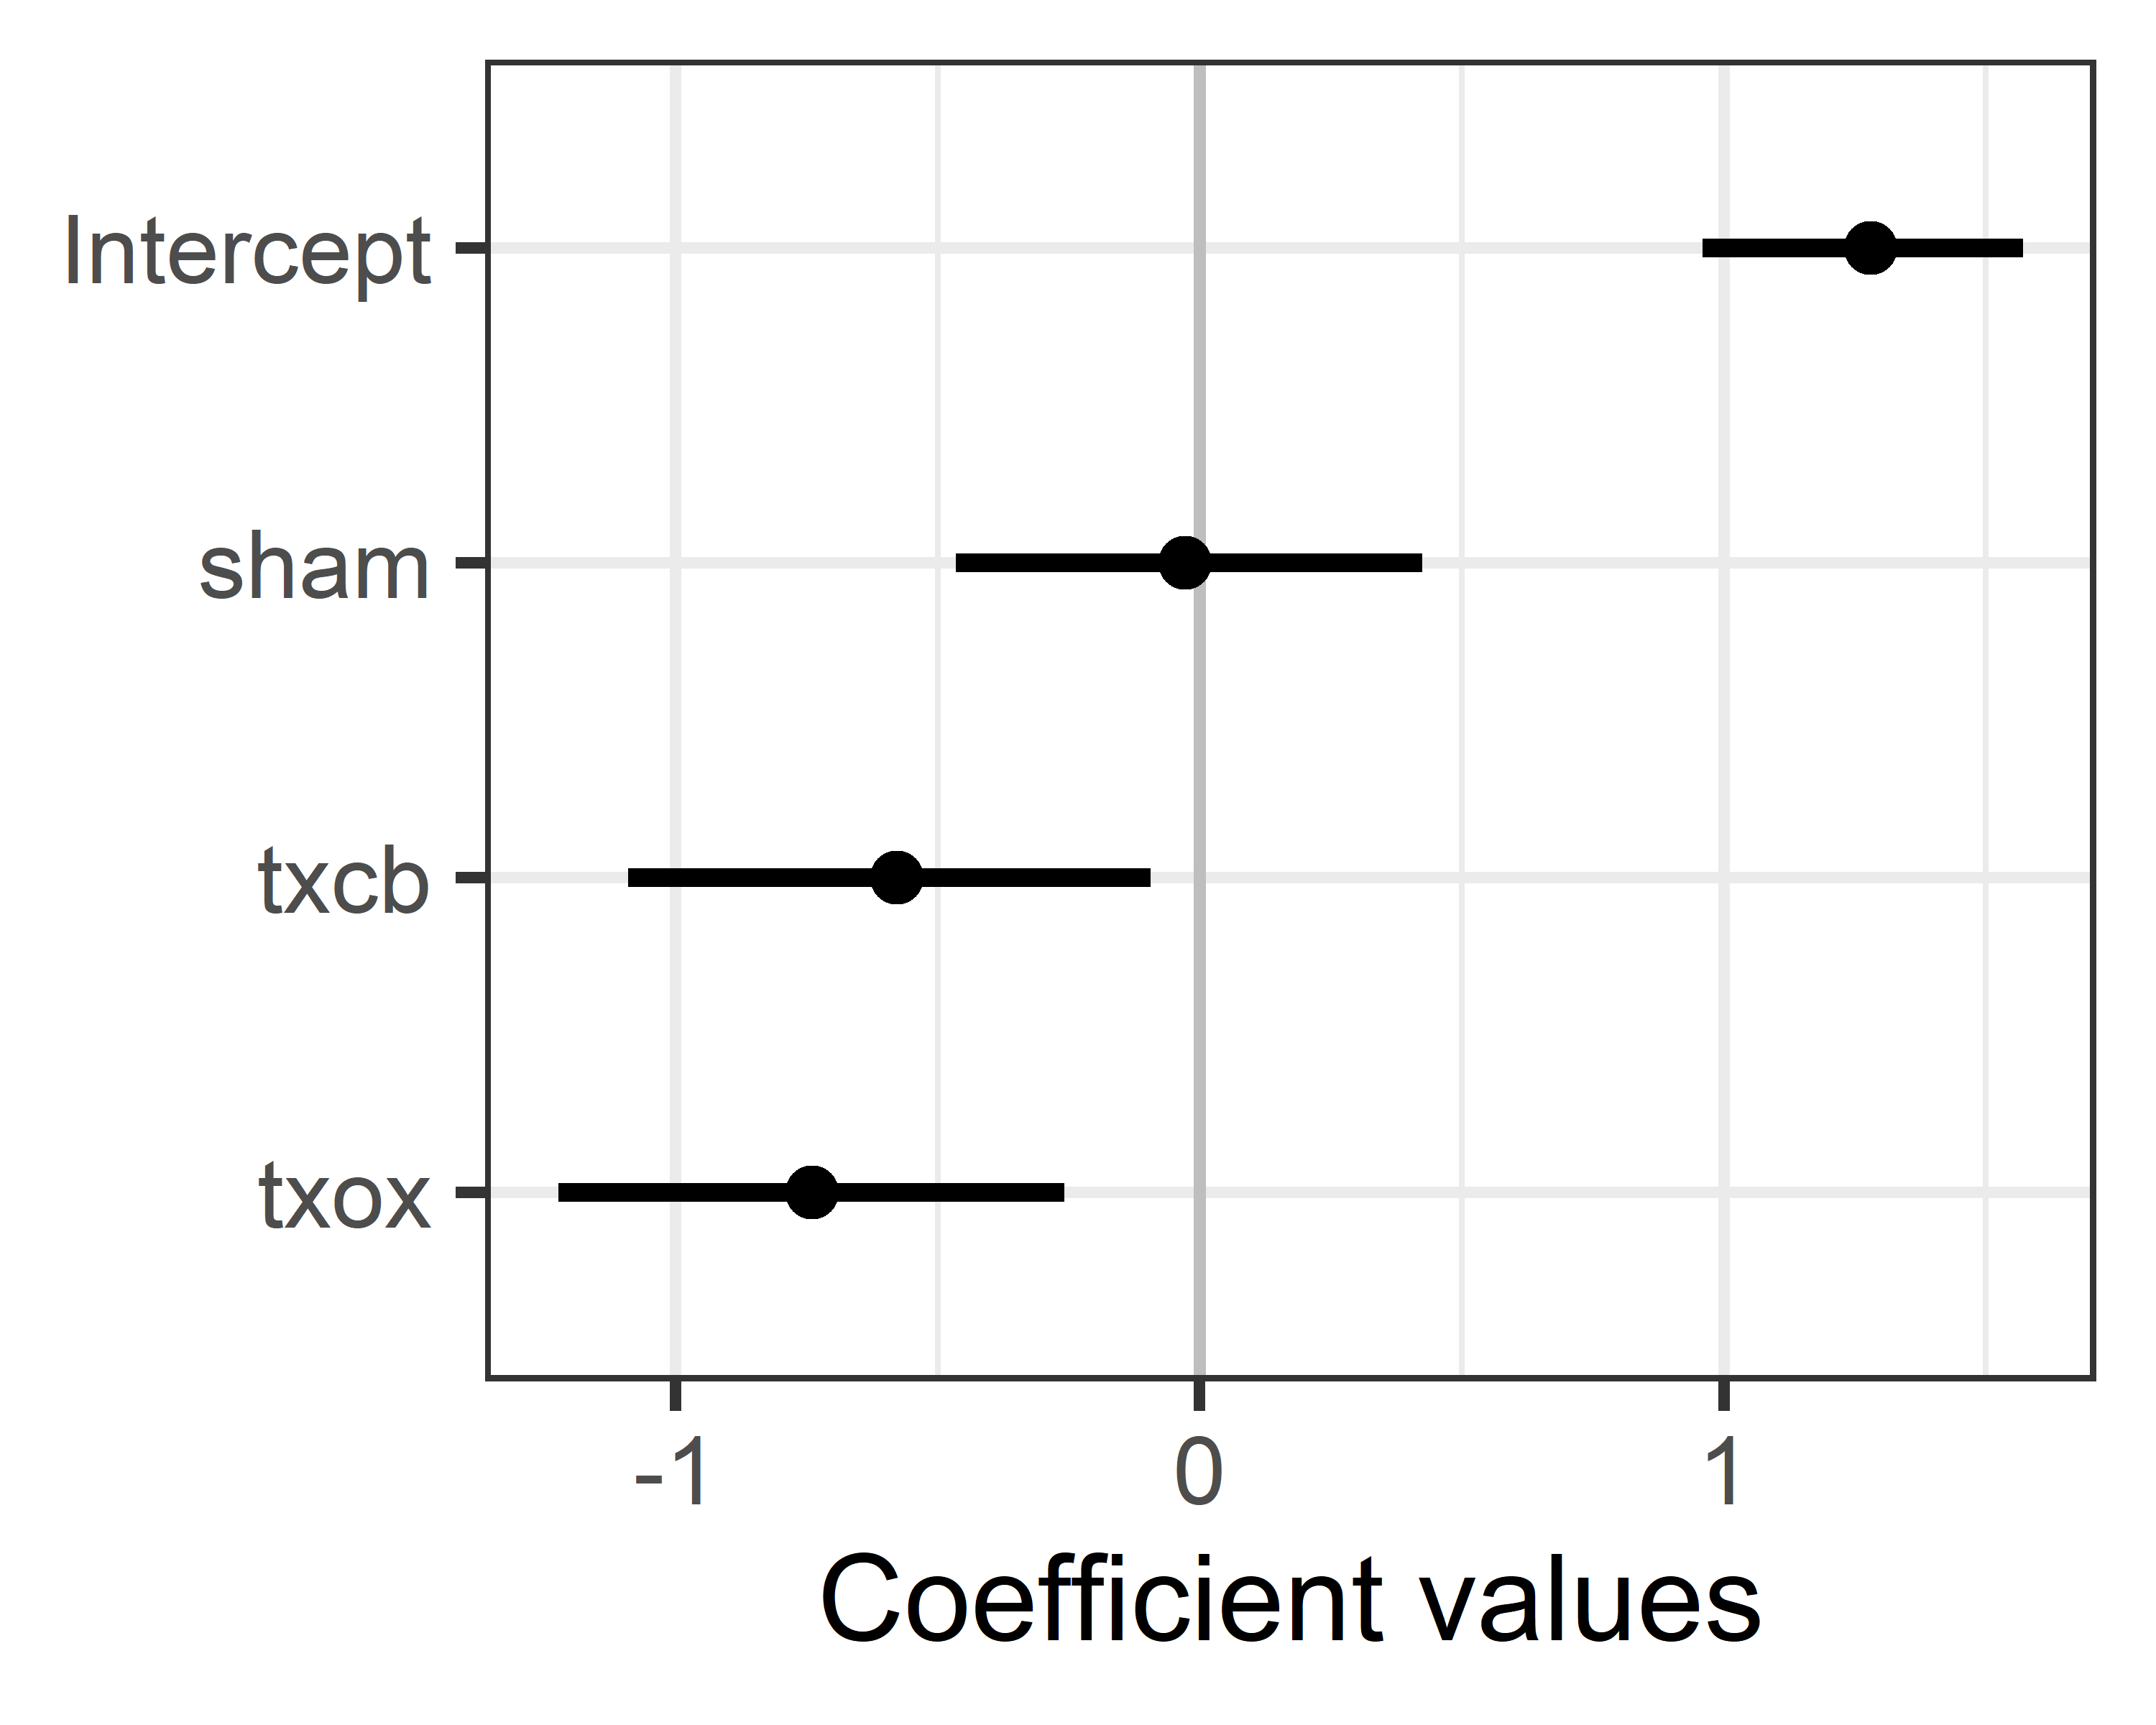 Intercept
sham
txcb
txox
-1 0 1
Coefficient values